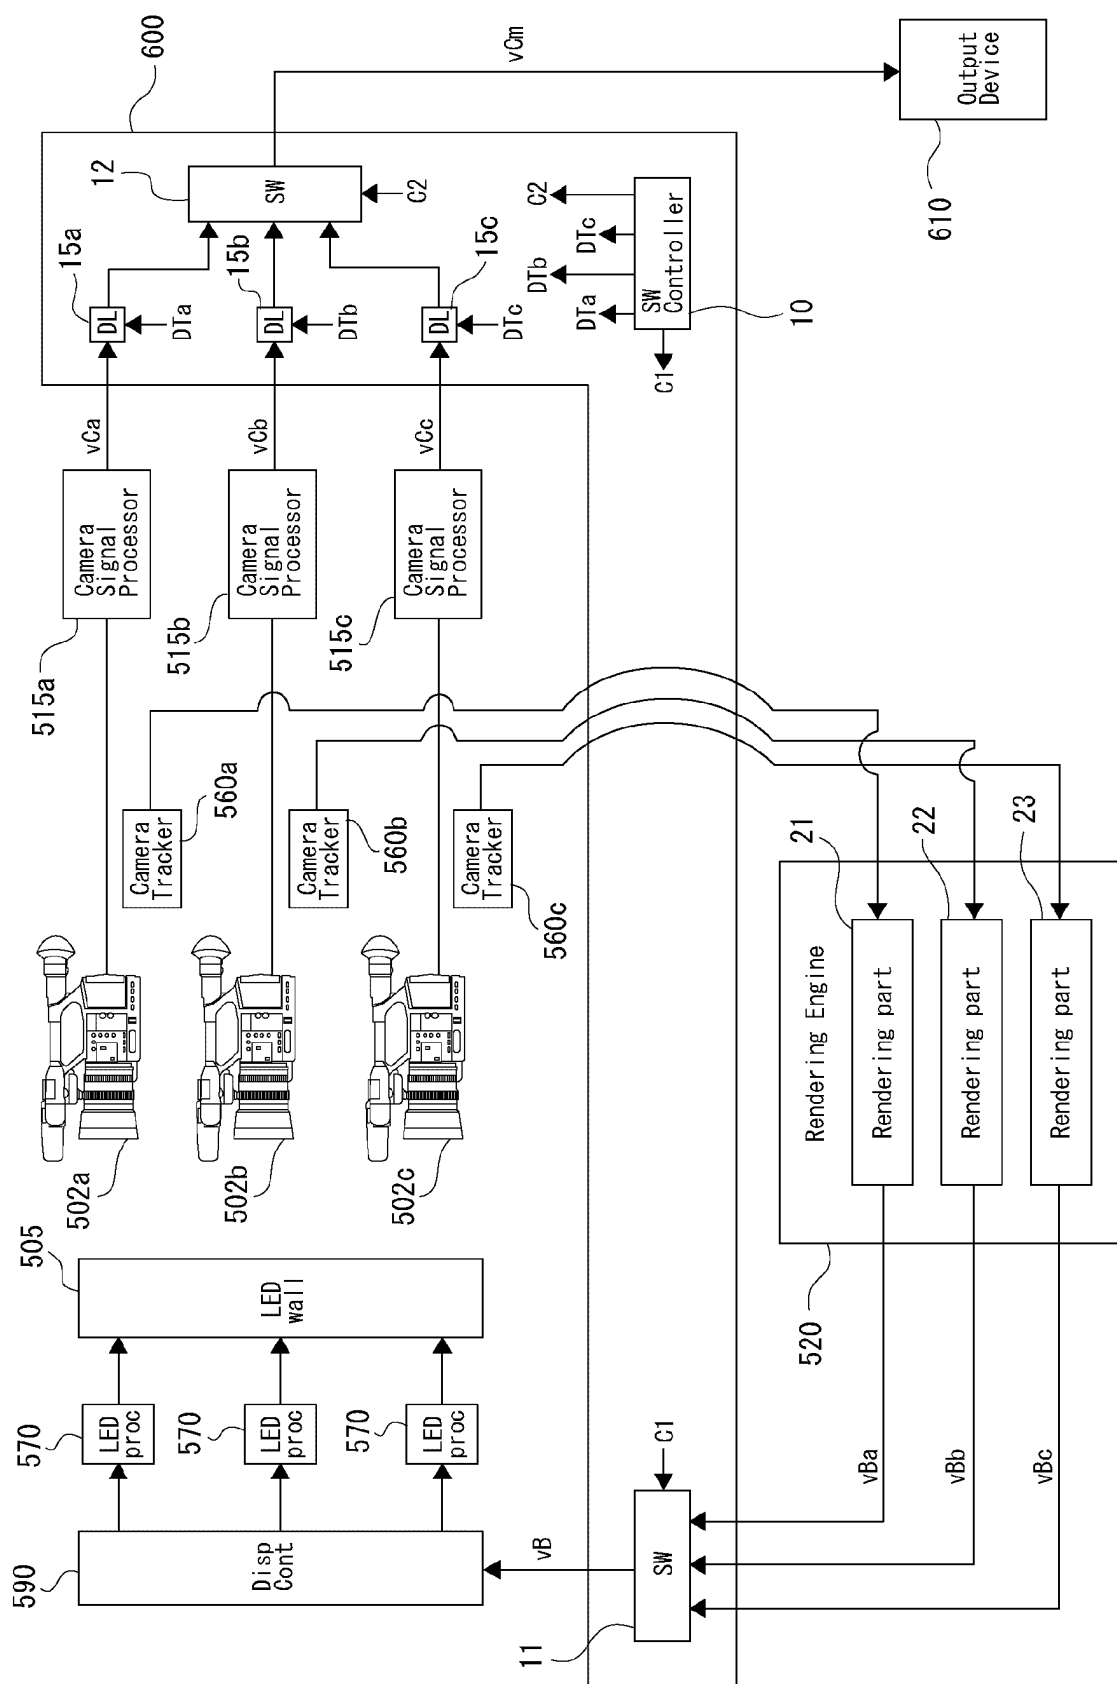 505
LED
wall
570
LED
proc
570
LED
proc
570
LED
proc
590
Disp
Cont
502a
502b
502c
Camera
Tracker
560a
Camera
Tracker
560b
Camera
Tracker
560c
Camera
Signal
Processor
515a
Camera
Signal
Processor
515b
Camera
Signal
Processor
515c
vCa
vCb
vCc
600
15a
DL
DTa
15b
DL
DTb
15c
DL
DTc
12
SW
C2
vCm
Output
Device
610
SW
Controller
10
C1
DTa
DTb
DTc
C2
vB
SW
C1
11
vBa
vBb
vBc
520
Rendering Engine
Rendering part
21
Rendering part
22
Rendering part
23